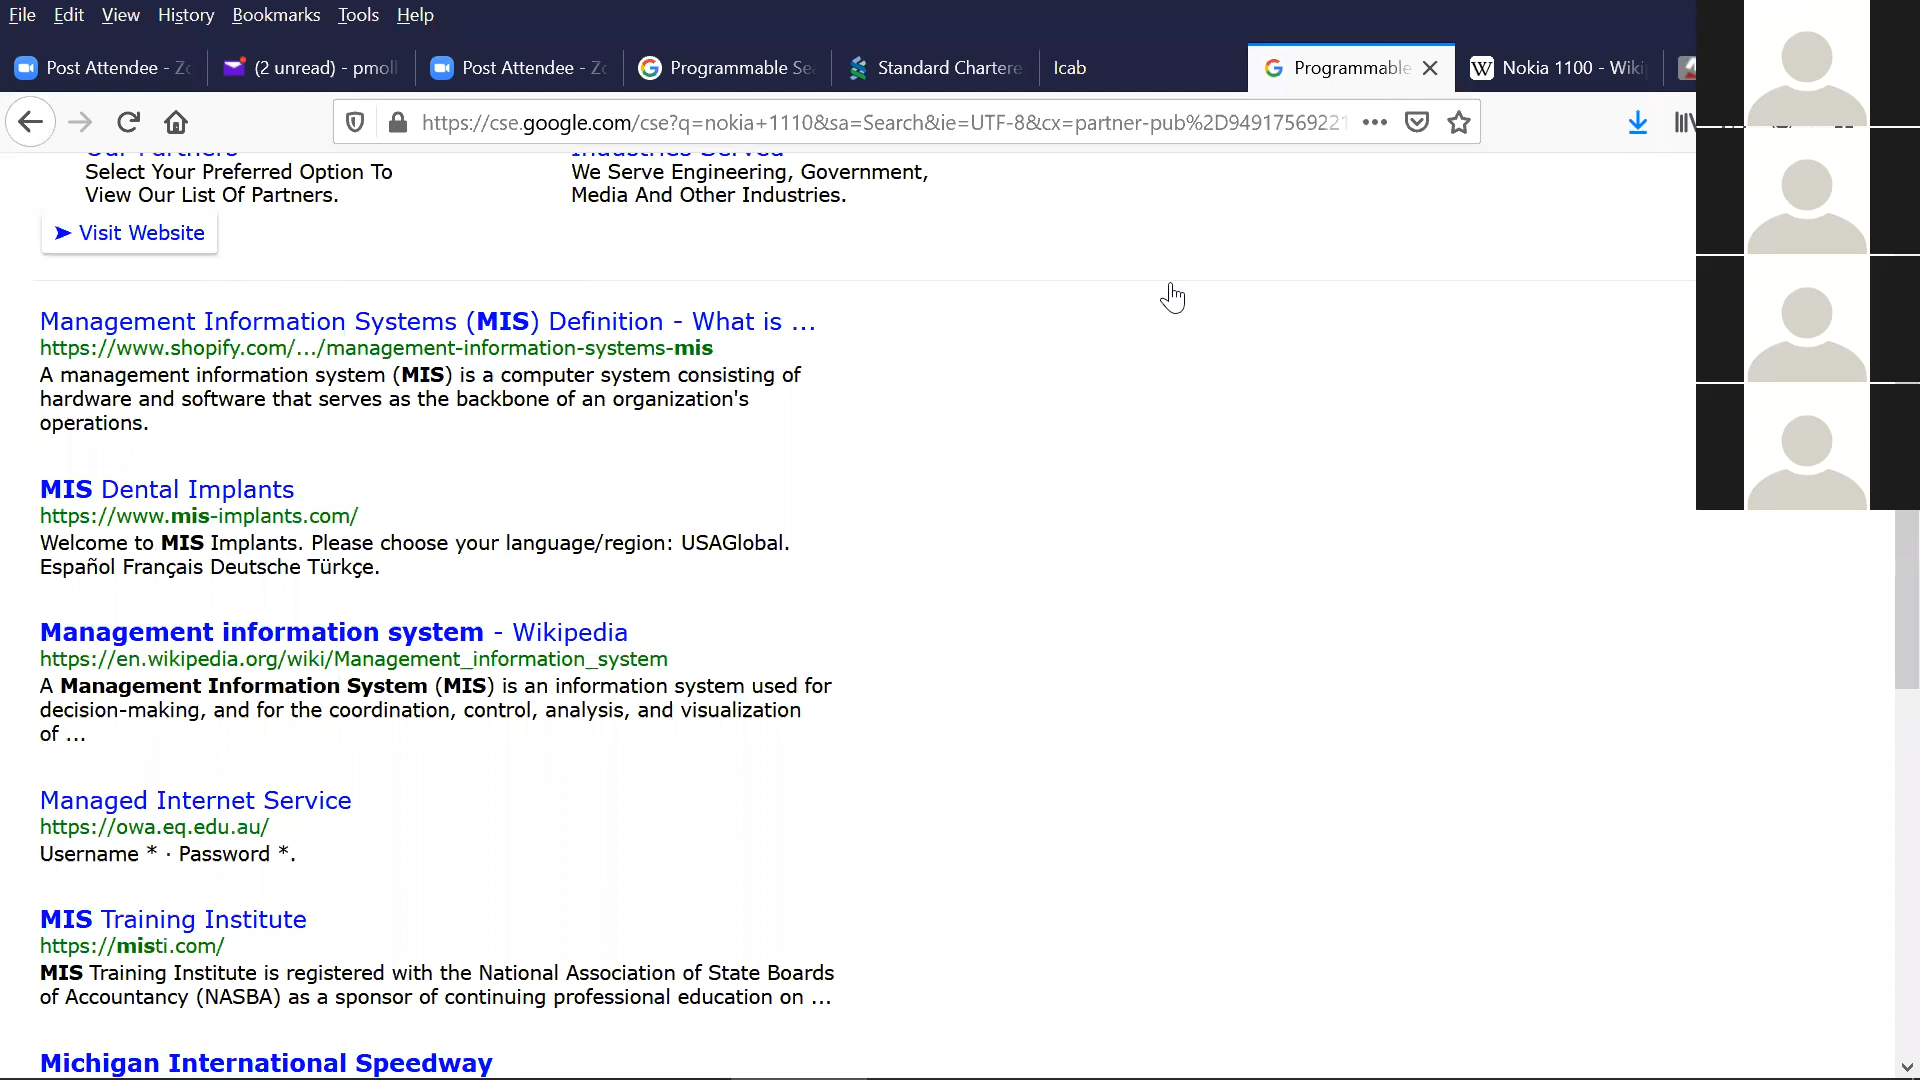 File Edit View History Bookmarks Tools Help
Post Attendee - Zo
(2 unread) - pmoll
Post Attendee - Zo
Programmable Sea
Standard Chartere
Icab
Programmable
Nokia 1100 - Wiki
https://cse.google.com/cse?q=nokia+1110&sa=Search&ie=UTF-8&cx=partner-pub%2D94917569221
Our Partners
Industries Served
Select Your Preferred Option To
View Our List Of Partners.
We Serve Engineering, Government,
Media And Other Industries.
➤ Visit Website
Management Information Systems (MIS) Definition - What is ...
https://www.shopify.com/.../management-information-systems-mis
A management information system (MIS) is a computer system consisting of
hardware and software that serves as the backbone of an organization's
operations.
MIS Dental Implants
https://www.mis-implants.com/
Welcome to MIS Implants. Please choose your language/region: USAGlobal.
Español Français Deutsche Türkçe.
Management information system - Wikipedia
https://en.wikipedia.org/wiki/Management_information_system
A Management Information System (MIS) is an information system used for
decision-making, and for the coordination, control, analysis, and visualization
of ...
Managed Internet Service
https://owa.eq.edu.au/
Username * · Password *.
MIS Training Institute
https://misti.com/
MIS Training Institute is registered with the National Association of State Boards
of Accountancy (NASBA) as a sponsor of continuing professional education on ...
Michigan International Speedway